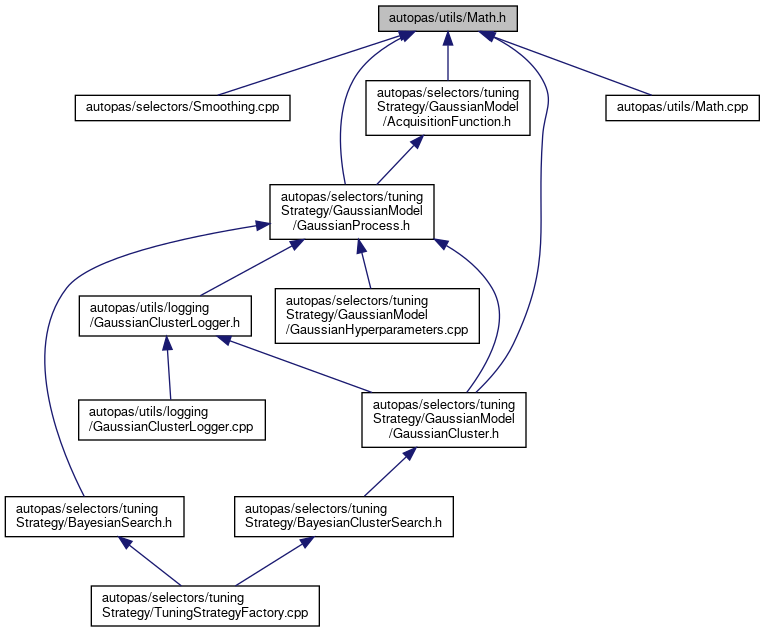 autopas/utils/Math.h
autopas/selectors/Smoothing.cpp
autopas/selectors/tuning
Strategy/GaussianModel
/AcquisitionFunction.h
autopas/utils/Math.cpp
autopas/selectors/tuning
Strategy/GaussianModel
/GaussianProcess.h
autopas/utils/logging
/GaussianClusterLogger.h
autopas/selectors/tuning
Strategy/GaussianModel
/GaussianHyperparameters.cpp
autopas/utils/logging
/GaussianClusterLogger.cpp
autopas/selectors/tuning
Strategy/GaussianModel
/GaussianCluster.h
autopas/selectors/tuning
Strategy/BayesianSearch.h
autopas/selectors/tuning
Strategy/BayesianClusterSearch.h
autopas/selectors/tuning
Strategy/TuningStrategyFactory.cpp